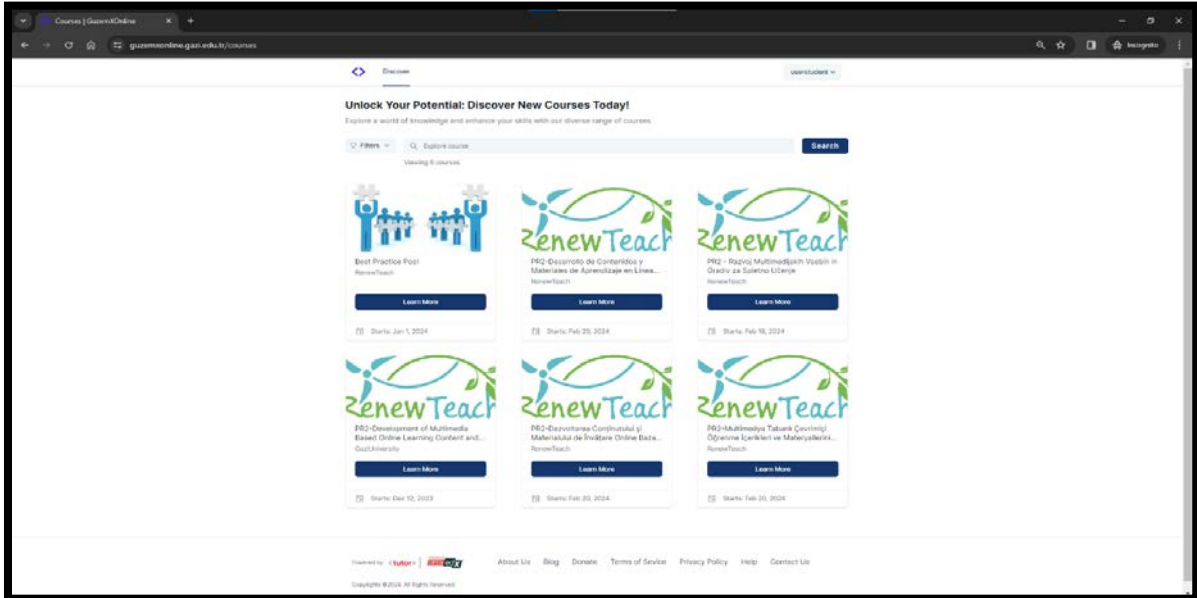 Courses | GuzemXOnline
guzemxonline.gazi.edu.tr/courses
Incognito
Discover
userstudent
Unlock Your Potential: Discover New Courses Today!
Explore a world of knowledge and enhance your skills with our diverse range of courses
Filters
Explore course
Search
Viewing 6 courses
Best Practice Pool
RenewTeach
Learn More
Starts: Jan 1, 2024
RenewTeach
PR2-Desarrollo de Contenidos y
Materiales de Aprendizaje en Línea...
RenewTeach
Learn More
Starts: Feb 20, 2024
RenewTeach
PR2 - Razvoj Multimedijskih Vsebin in
Gradiv za Spletno Učenje
RenewTeach
Learn More
Starts: Feb 18, 2024
RenewTeach
PR2-Development of Multimedia
Based Online Learning Content and...
GaziUniversity
Learn More
Starts: Dec 12, 2023
RenewTeach
PR2-Dezvoltarea Conținutului și
Materialului de Învățare Online Baza...
RenewTeach
Learn More
Starts: Feb 20, 2024
RenewTeach
PR2-Multimedya Tabanlı Çevrimiçi
Öğrenme İçerikleri ve Materyallerini...
RenewTeach
Learn More
Starts: Feb 20, 2024
Powered by <tutor>
About Us Blog Donate Terms of Sevice Privacy Policy Help Contact Us
Copyrights ©2024. All Rights Reserved.